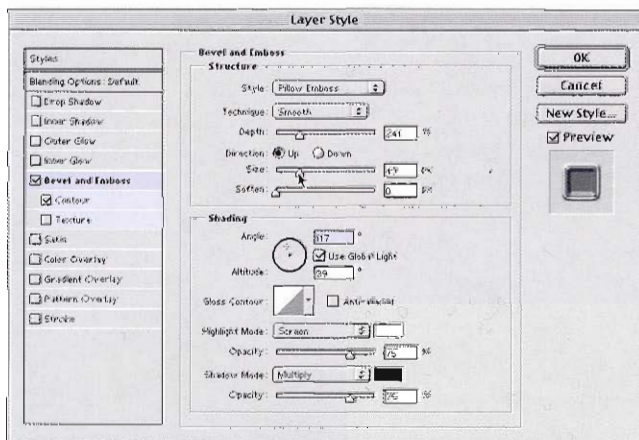 Layer Style
Styles
Blending Options: Default
Drop Shadow
Inner Shadow
Outer Glow
Inner Glow
Bevel and Emboss
Contour
Texture
Satin
Color Overlay
Gradient Overlay
Pattern Overlay
Stroke
Bevel and Emboss
Structure
Style: Pillow Emboss
Technique: Smooth
Depth: 241 %
Direction: Up Down
Size: px
Soften: 0 px
Shading
Angle: 117 °
Use Global Light
Altitude: 39 °
Gloss Contour: Anti-aliased
Highlight Mode: Screen
Opacity: 75 %
Shadow Mode: Multiply
Opacity: 75 %
OK
Cancel
New Style...
Preview